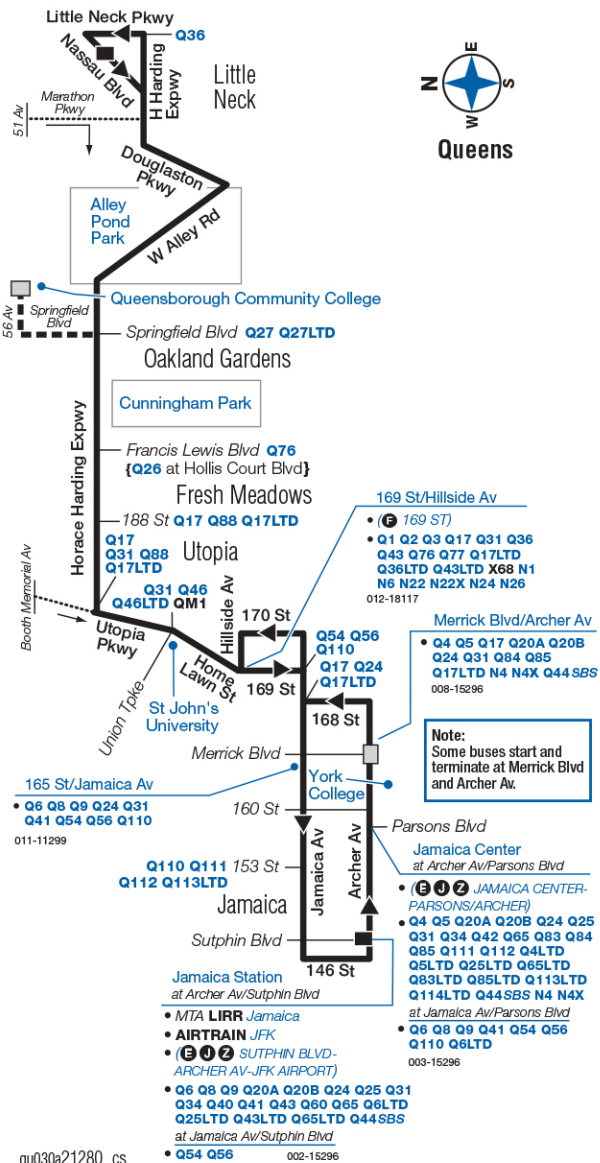 Little Neck Pkwy
Q36
Nassau Blvd
H Harding
Expwy
Little
Neck
N
E
S
W
Queens
51 Av
Marathon
Pkwy
Douglaston
Pkwy
Alley
Pond
Park
W Alley Rd
Queensborough Community College
56 Av
Springfield
Blvd
Springfield Blvd Q27 Q27LTD
Oakland Gardens
Cunningham Park
Horace Harding Expwy
Francis Lewis Blvd Q76
{Q26 at Hollis Court Blvd}
Fresh Meadows
188 St Q17 Q88 Q17LTD
Q17
Q31 Q88
Q17LTD
Utopia
Booth Memorial Av
Q31 Q46
Q46LTD QM1
Utopia
Pkwy
Union Tpke
Home
Lawn St
St John's
University
Hillside Av
170 St
169 St
169 St/Hillside Av
• (F 169 ST)
• Q1 Q2 Q3 Q17 Q31 Q36
Q43 Q76 Q77 Q17LTD
Q36LTD Q43LTD X68 N1
N6 N22 N22X N24 N26
012-18117
Q54 Q56
Q110
Q17 Q24
Q17LTD
168 St
Merrick Blvd/Archer Av
• Q4 Q5 Q17 Q20A Q20B
Q24 Q31 Q84 Q85
Q17LTD N4 N4X Q44SBS
008-15296
Note:
Some buses start and
terminate at Merrick Blvd
and Archer Av.
Merrick Blvd
165 St/Jamaica Av
• Q6 Q8 Q9 Q24 Q31
Q41 Q54 Q56 Q110
011-11299
York
College
160 St
Parsons Blvd
Jamaica Av
Archer Av
Q110 Q111 153 St
Q112 Q113LTD
Jamaica
Sutphin Blvd
146 St
Jamaica Center
at Archer Av/Parsons Blvd
• (E J Z JAMAICA CENTER-
PARSONS/ARCHER)
• Q4 Q5 Q20A Q20B Q24 Q25
Q31 Q34 Q42 Q65 Q83 Q84
Q85 Q111 Q112 Q4LTD
Q5LTD Q25LTD Q65LTD
Q83LTD Q85LTD Q113LTD
Q114LTD Q44SBS N4 N4X
at Jamaica Av/Parsons Blvd
• Q6 Q8 Q9 Q41 Q54 Q56
Q110 Q6LTD
003-15296
Jamaica Station
at Archer Av/Sutphin Blvd
• MTA LIRR Jamaica
• AIRTRAIN JFK
• (E J Z SUTPHIN BLVD-
ARCHER AV-JFK AIRPORT)
• Q6 Q8 Q9 Q20A Q20B Q24 Q25 Q31
Q34 Q40 Q41 Q43 Q60 Q65 Q6LTD
Q25LTD Q43LTD Q65LTD Q44SBS
at Jamaica Av/Sutphin Blvd
• Q54 Q56
002-15296
qu030a21280_cs